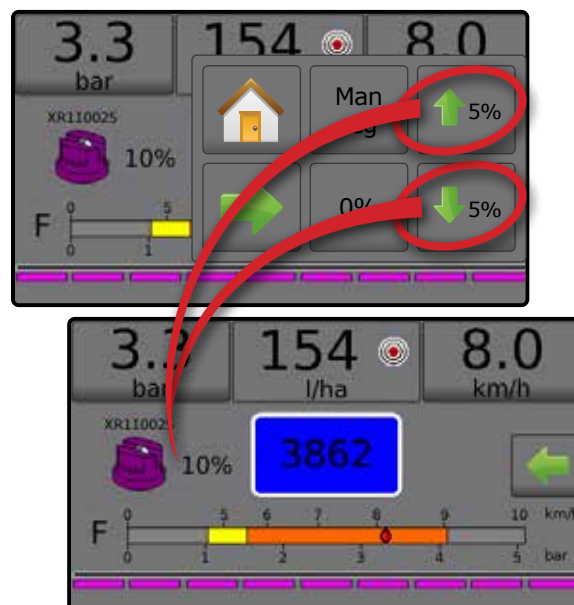 3.3 154 8.0
bar
Man
XR110025
10% 5%
0% 5%
F
0 5
0 1
3.3 154 8.0
bar l/ha km/h
XR110025
10% 3862
F
0 5 6 7 8 9 10 km/h
0 1 2 3 4 5 bar